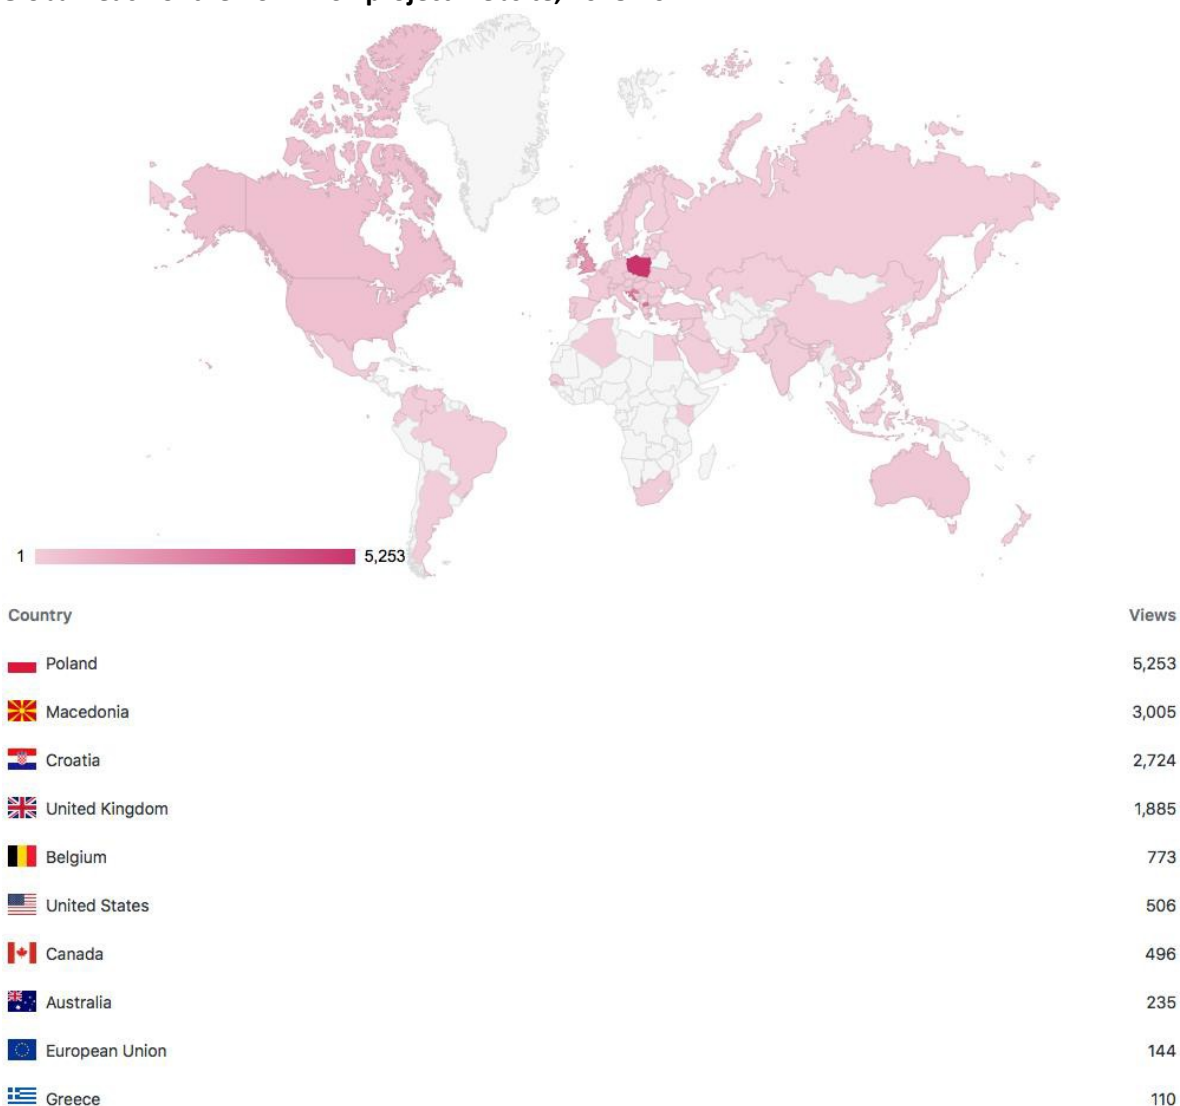 1 5,253
Country Views
Poland 5,253
Macedonia 3,005
Croatia 2,724
United Kingdom 1,885
Belgium 773
United States 506
Canada 496
Australia 235
European Union 144
Greece 110